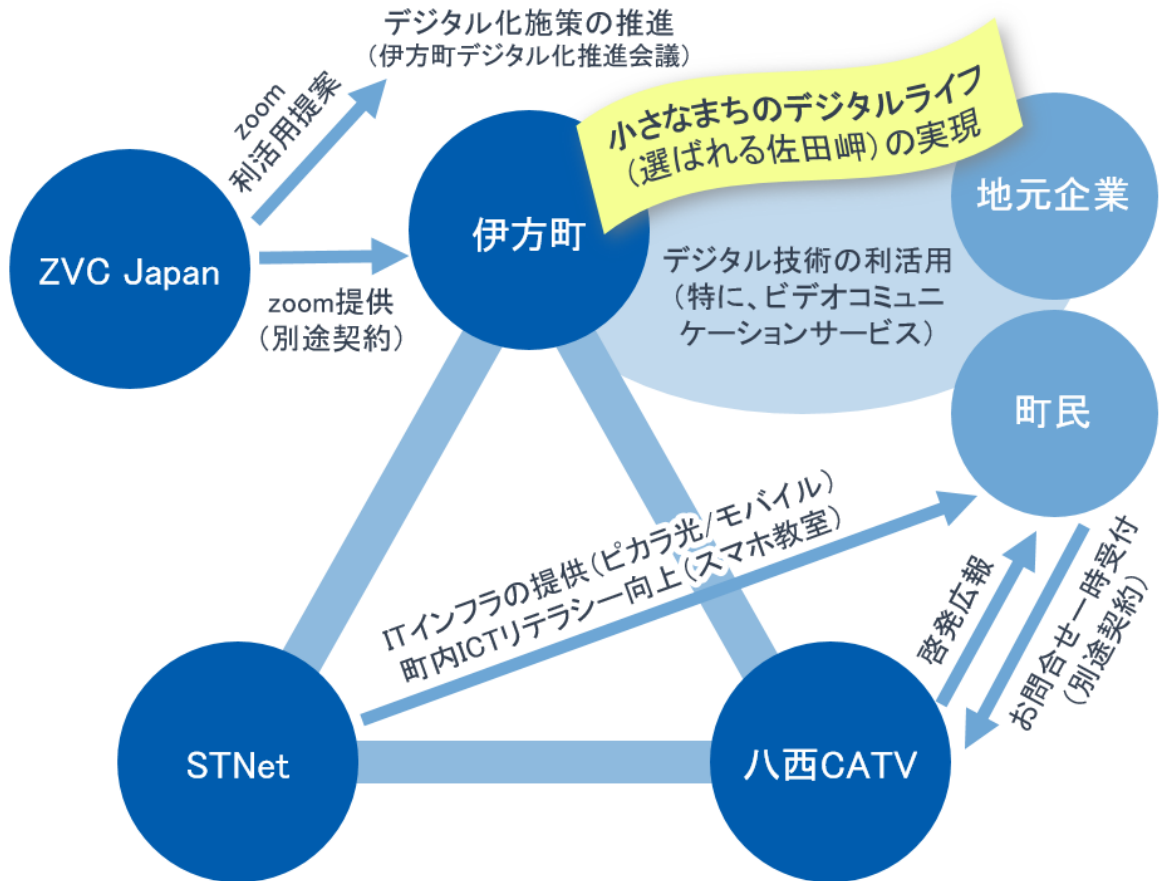 デジタル化施策の推進
（伊方町デジタル化推進会議）
zoom
利活用提案
小さなまちのデジタルライフ
（選ばれる佐田岬）の実現
ZVC Japan
伊方町
地元企業
zoom提供
（別途契約）
デジタル技術の利活用
（特に、ビデオコミュニ
ケーションサービス）
町民
ITインフラの提供（ピカラ光/モバイル）
町内ICTリテラシー向上（スマホ教室）
啓発広報
お問合せ一時受付
（別途契約）
STNet
八西CATV